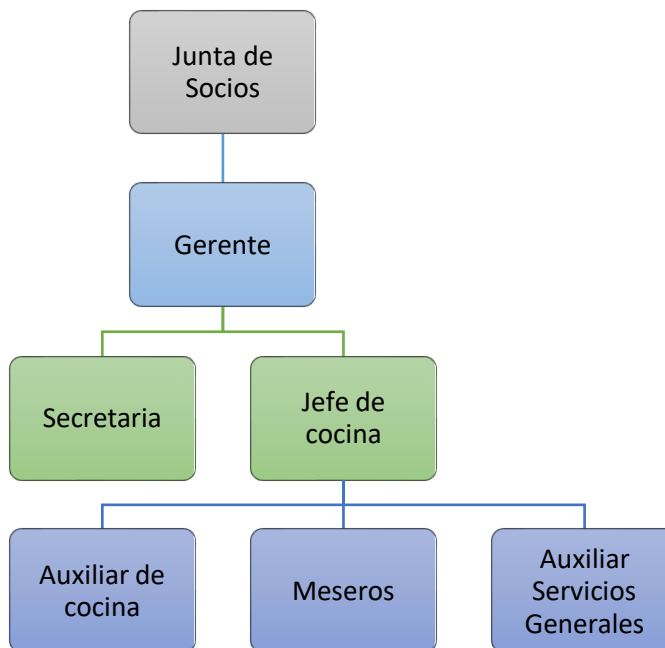 Junta de
Socios
Gerente
Secretaria
Jefe de
cocina
Auxiliar de
cocina
Meseros
Auxiliar
Servicios
Generales